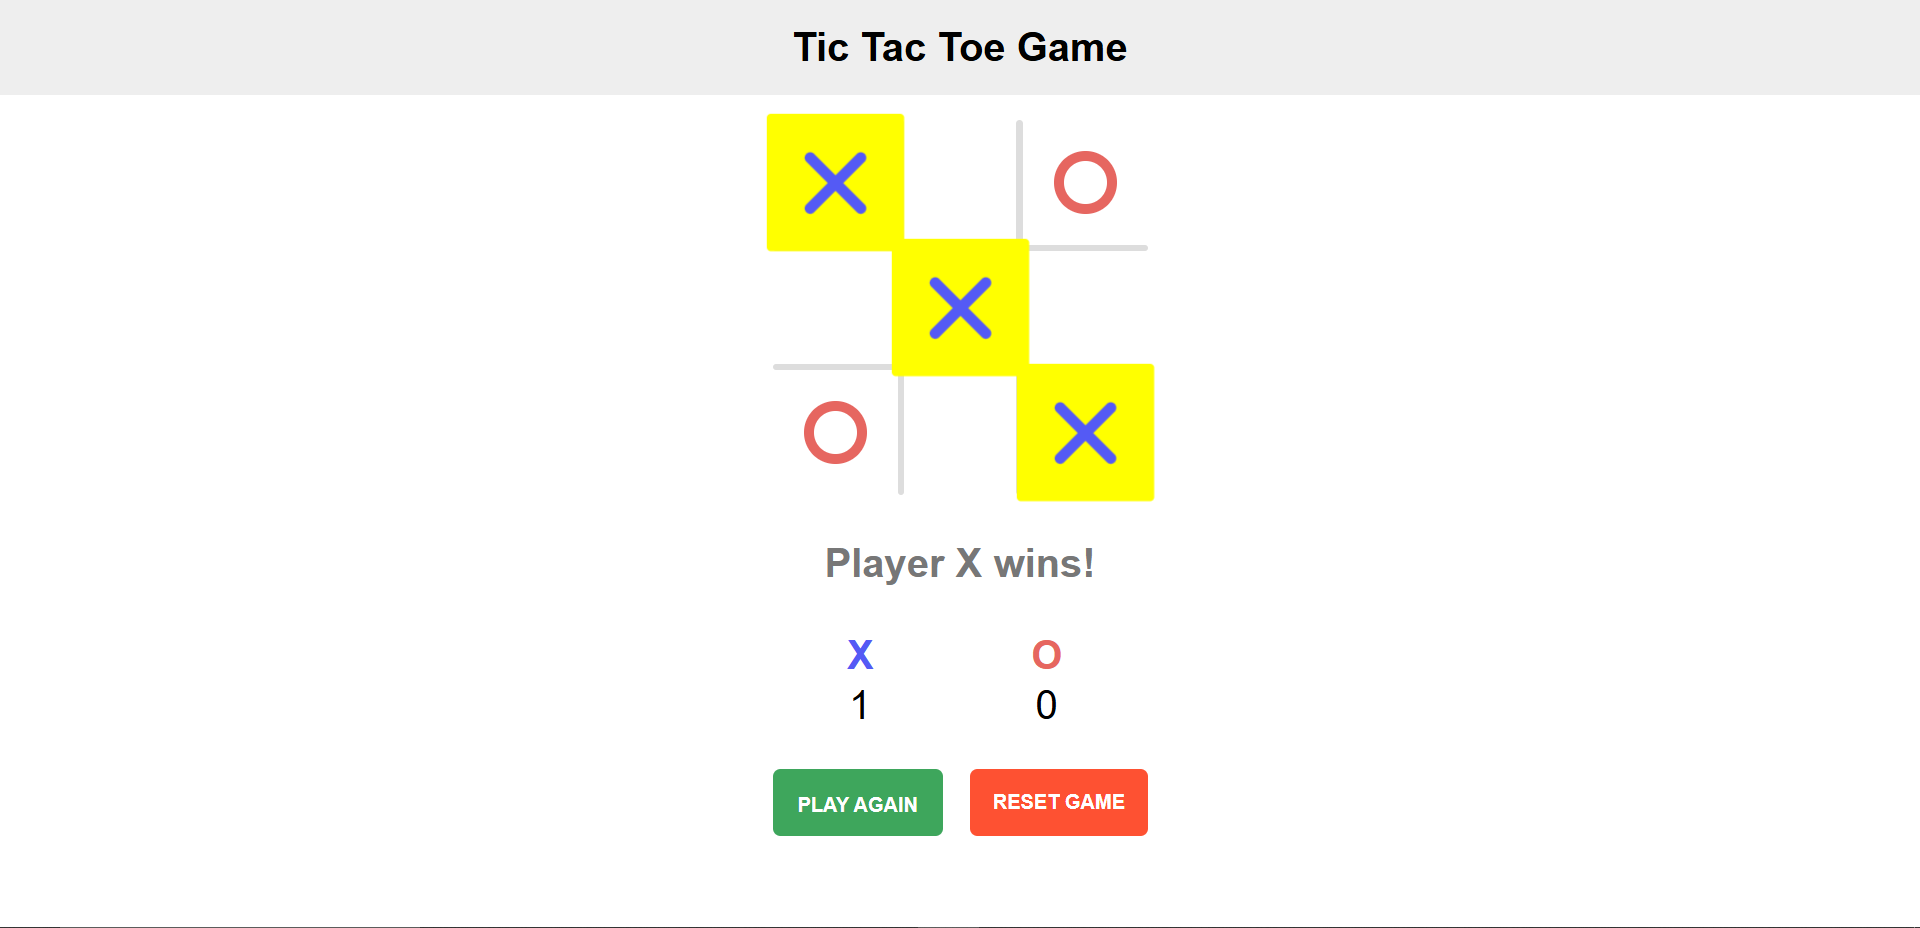 Tic Tac Toe Game
X O
X
O X
Player X wins!
X O
1 0
PLAY AGAIN RESET GAME